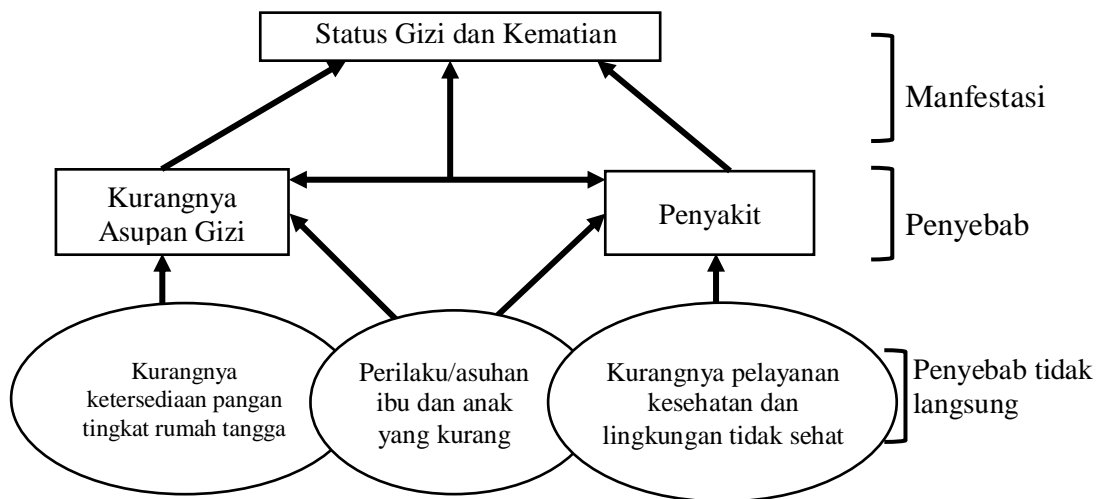 Status Gizi dan Kematian
Manfestasi
Kurangnya
Asupan Gizi
Penyakit
Penyebab
Kurangnya
ketersediaan pangan
tingkat rumah tangga
Perilaku/asuhan
ibu dan anak
yang kurang
Kurangnya pelayanan
kesehatan dan
lingkungan tidak sehat
Penyebab tidak
langsung